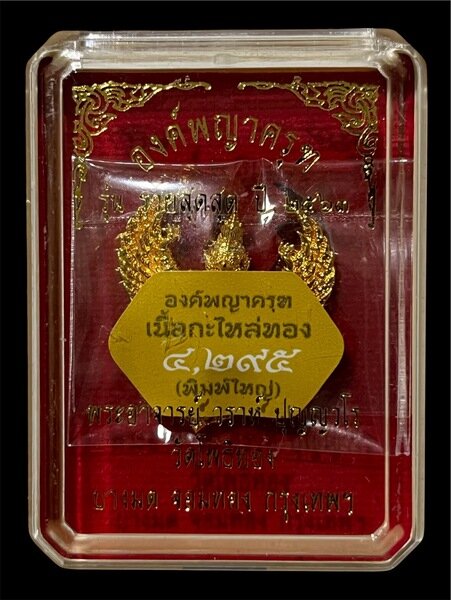 องค์พญาครุฑ
รุ่น รวยสุดสุด ปี ๒๕๖๓
องค์พญาครุฑ
เนื้อกะไหล่ทอง
๔,๒๙๕
(พิมพ์ใหญ่)
พระอาจารย์ วราห์ ปุญญวโร
วัดโพธิทอง
บางมด จอมทอง กรุงเทพฯ